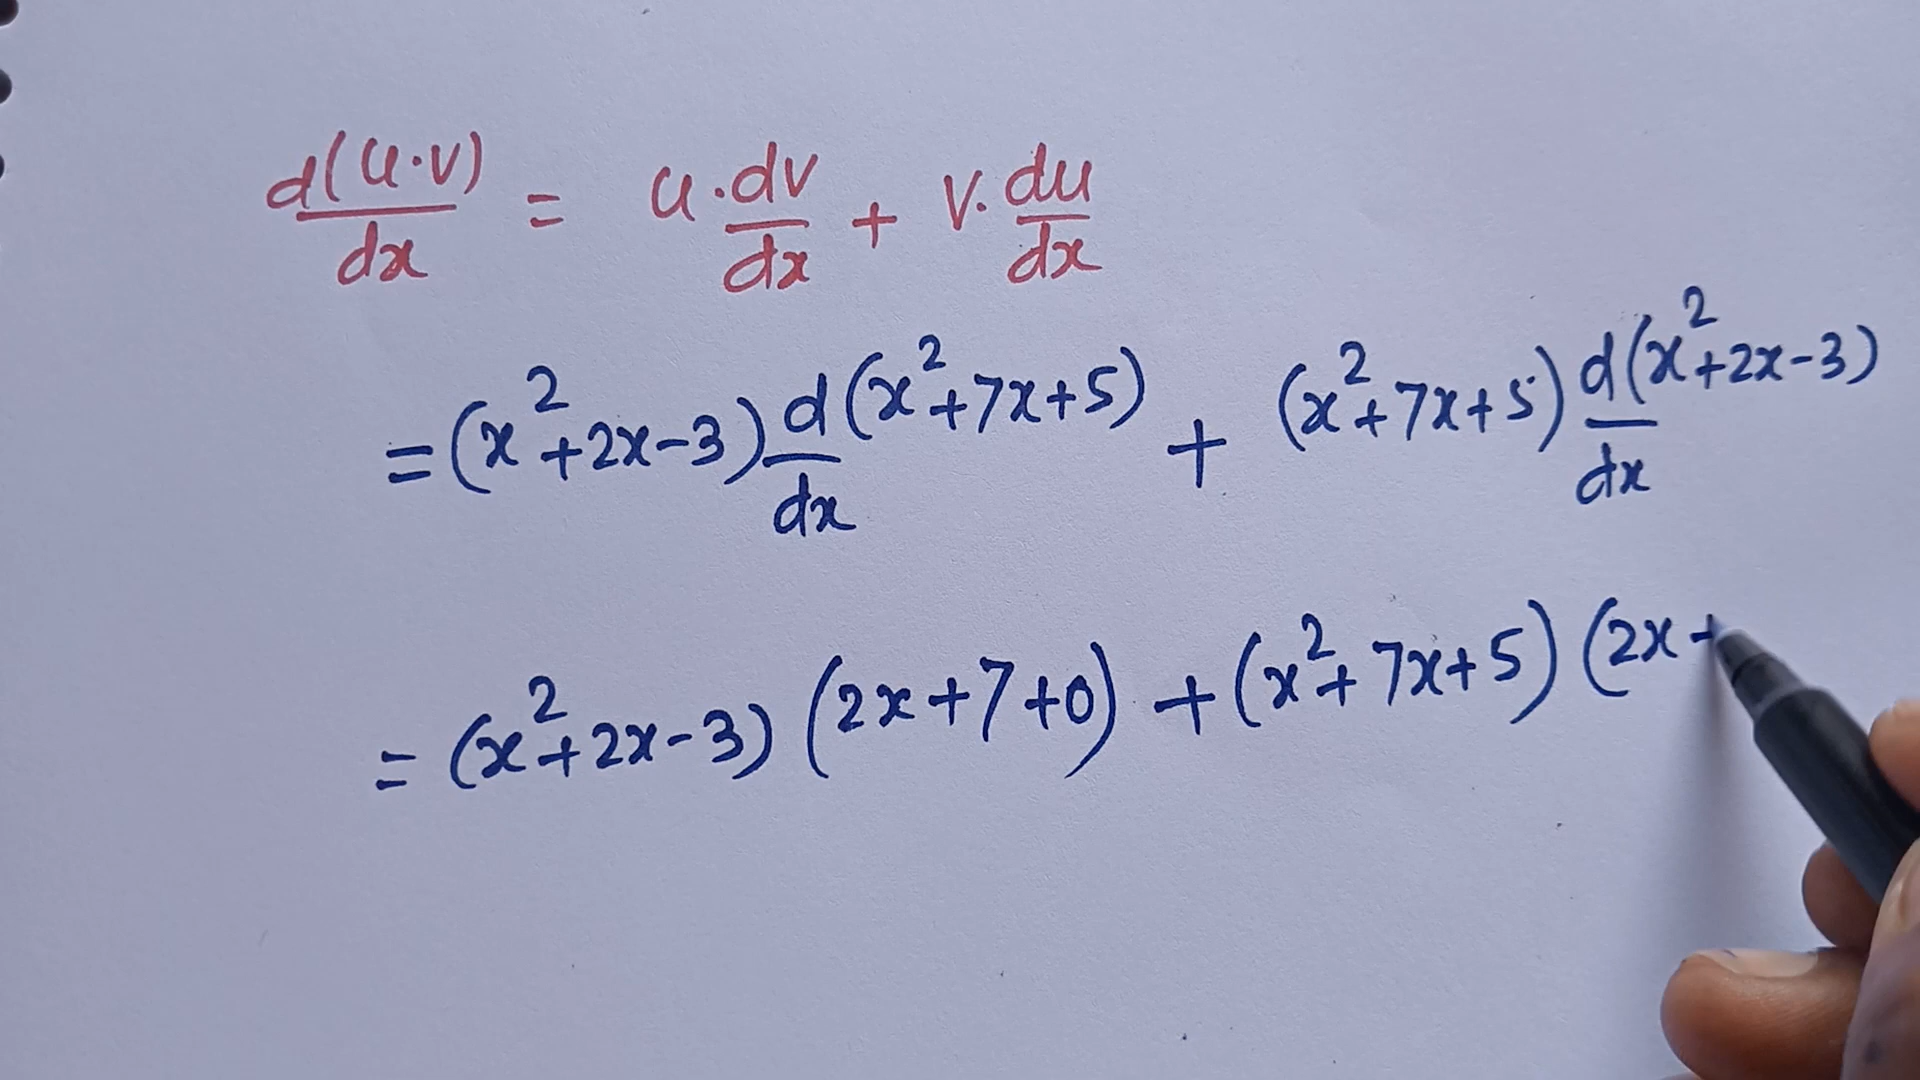 d(u·v)/dx = u·dv/dx + v·du/dx
= (x²+2x-3) d/dx (x²+7x+5) + (x²+7x+5) d/dx (x²+2x-3)
= (x²+2x-3) (2x+7+0) + (x²+7x+5) (2x+